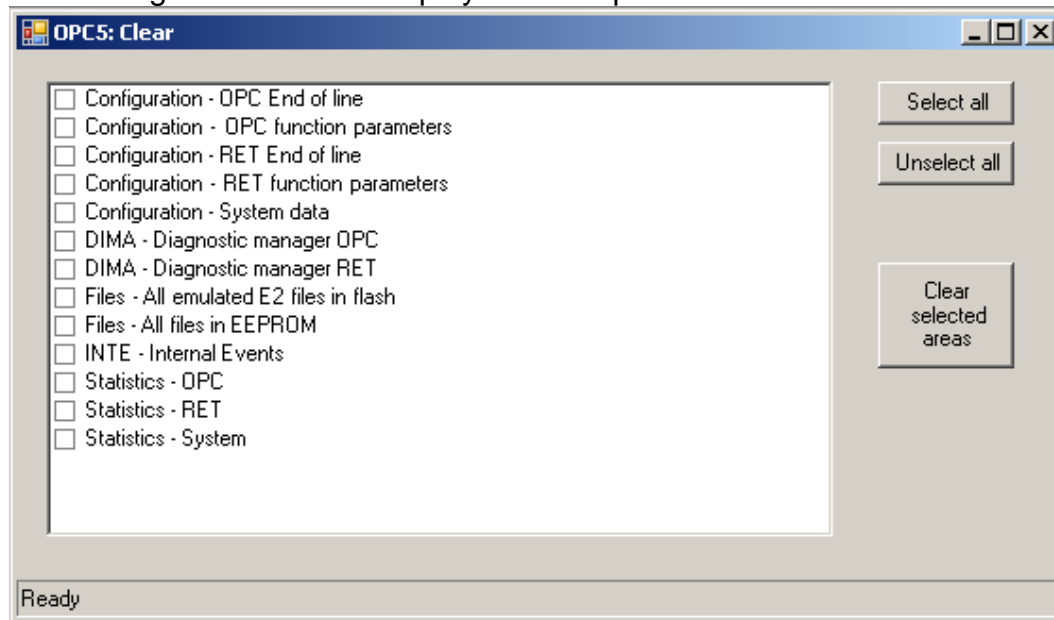 OPC5: Clear
Configuration - OPC End of line
Configuration - OPC function parameters
Configuration - RET End of line
Configuration - RET function parameters
Configuration - System data
DIMA - Diagnostic manager OPC
DIMA - Diagnostic manager RET
Files - All emulated E2 files in flash
Files - All files in EEPROM
INTE - Internal Events
Statistics - OPC
Statistics - RET
Statistics - System
Select all
Unselect all
Clear
selected
areas
Ready